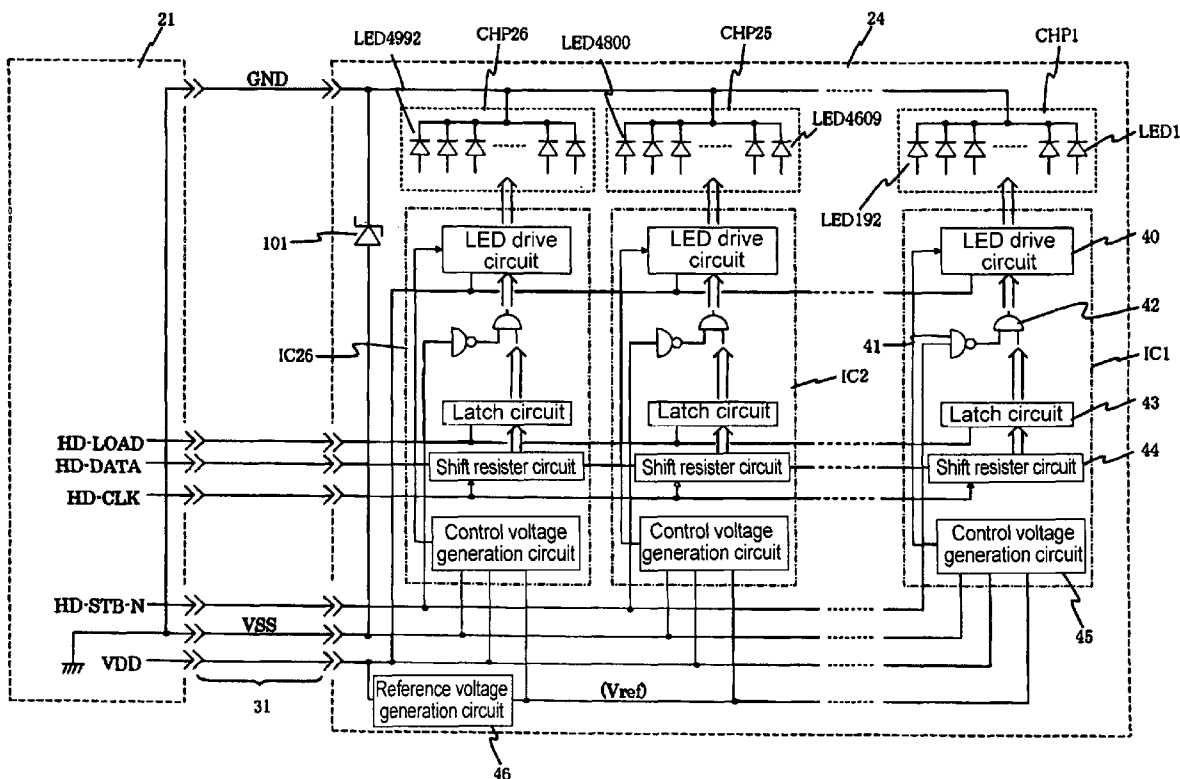 21
LED4992
CHP26
LED4800
CHP25
24
CHP1
GND
LED4609
LED1
LED192
101
LED drive
circuit
LED drive
circuit
LED drive
circuit
40
42
41
IC26
IC2
IC1
Latch circuit
Latch circuit
Latch circuit
43
HD-LOAD
HD-DATA
Shift resister circuit
Shift resister circuit
Shift resister circuit
44
HD-CLK
Control voltage
generation circuit
Control voltage
generation circuit
Control voltage
generation circuit
HD-STB-N
VSS
45
VDD
31
Reference voltage
generation circuit
(Vref)
46